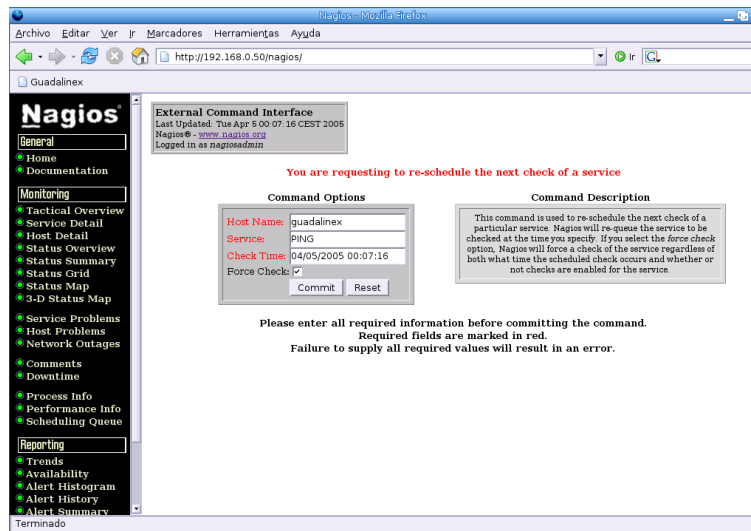 Nagios - Mozilla Firefox
Archivo Editar Ver Ir Marcadores Herramientas Ayuda
http://192.168.0.50/nagios/
Ir
G
Guadalinex
Nagios®
General
Home
Documentation
Monitoring
Tactical Overview
Service Detail
Host Detail
Status Overview
Status Summary
Status Grid
Status Map
3-D Status Map
Service Problems
Host Problems
Network Outages
Comments
Downtime
Process Info
Performance Info
Scheduling Queue
Reporting
Trends
Availability
Alert Histogram
Alert History
Alert Summary
External Command Interface
Last Updated: Tue Apr 5 00:07:16 CEST 2005
Nagios® - www.nagios.org
Logged in as nagiosadmin
You are requesting to re-schedule the next check of a service
Command Options
Host Name: guadalinex
Service: PING
Check Time: 04/05/2005 00:07:16
Force Check:
Commit Reset
Command Description
This command is used to re-schedule the next check of a
particular service. Nagios will re-queue the service to be
checked at the time you specify. If you select the force check
option, Nagios will force a check of the service regardless of
both what time the scheduled check occurs and whether or
not checks are enabled for the service.
Please enter all required information before committing the command.
Required fields are marked in red.
Failure to supply all required values will result in an error.
Terminado